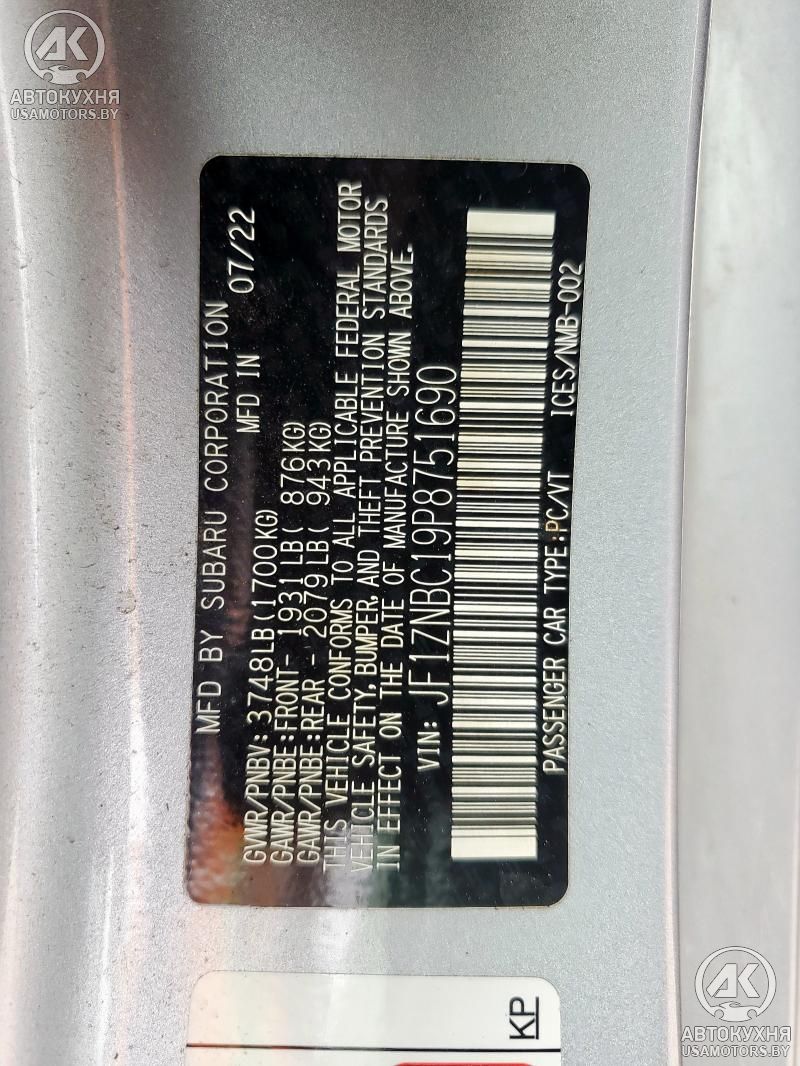 AK
АВТОКУХНЯ
USAMOTORS.BY
MFD BY SUBARU CORPORATION
MFD IN 07/22
GVWR/PNBV: 3748LB(1700KG)
GAWR/PNBE:FRONT- 1931LB( 876KG)
GAWR/PNBE:REAR - 2079LB( 943KG)
THIS VEHICLE CONFORMS TO ALL APPLICABLE FEDERAL MOTOR
VEHICLE SAFETY, BUMPER, AND THEFT PREVENTION STANDARDS
IN EFFECT ON THE DATE OF MANUFACTURE SHOWN ABOVE.
VIN: JF1ZNBC19P8751690
PASSENGER CAR TYPE:PC/VT ICES/NMB-002
KP
AK
АВТОКУХНЯ
USAMOTORS.BY